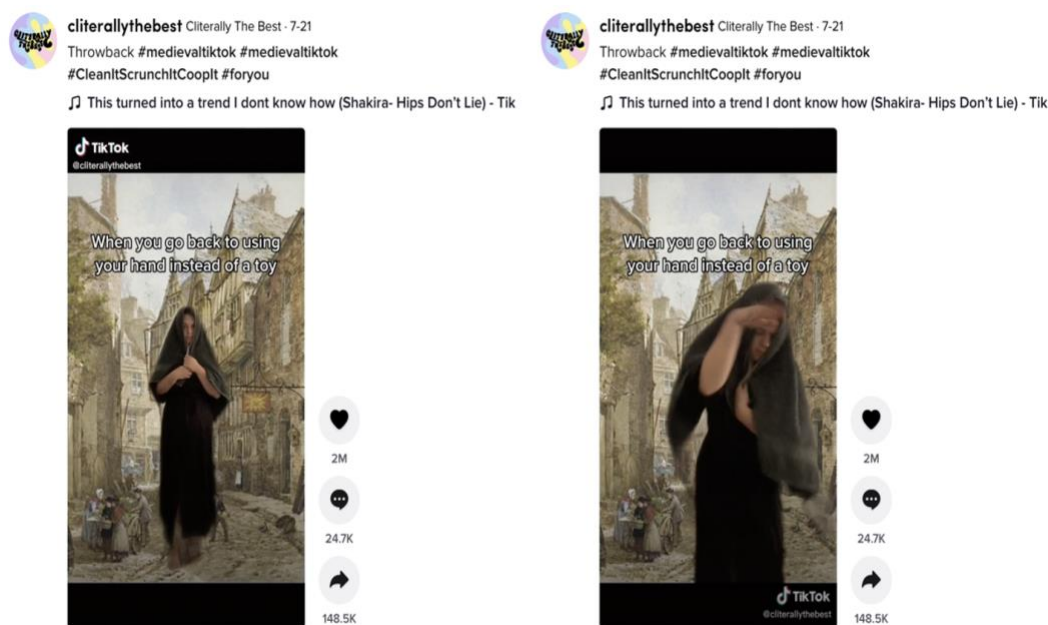 cliterallythebest Cliterally The Best · 7-21
Throwback #medievaltiktok #medievaltiktok
#CleanItScrunchItCoopIt #foryou
This turned into a trend I dont know how (Shakira- Hips Don't Lie) - Tik
TikTok
@cliterallythebest
When you go back to using
your hand instead of a toy
2M
24.7K
148.5K
cliterallythebest Cliterally The Best · 7-21
Throwback #medievaltiktok #medievaltiktok
#CleanItScrunchItCoopIt #foryou
This turned into a trend I dont know how (Shakira- Hips Don't Lie) - Tik
When you go back to using
your hand instead of a toy
2M
24.7K
148.5K
TikTok
@cliterallythebest